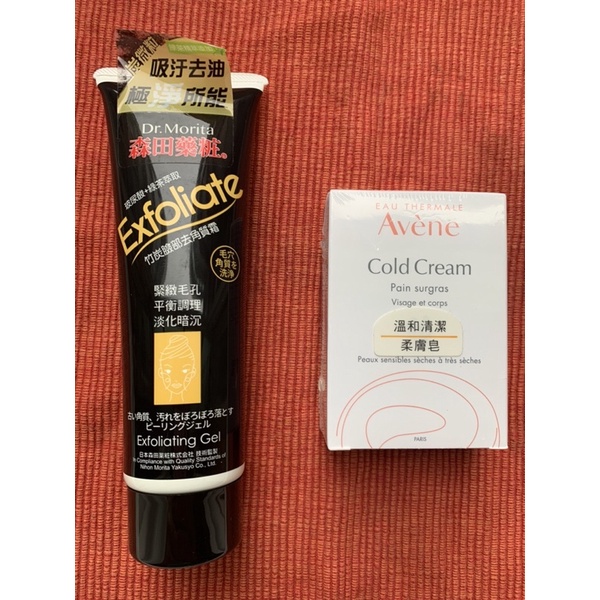 吸汗去油
極淨所能
Dr.Morita
森田藥粧®
玻尿酸+綠茶萃取
Exfoliate
竹炭臉部去角質霜
毛穴
角質を
洗浄
緊緻毛孔
平衡調理
淡化暗沉
古い角質、汚れをぽろぽろ落とす
ピーリングジェル
Exfoliating Gel
日本森田薬粧株式会社 技術監製
In Compliance with Quality Standards of
Nihon Morita Yakusyo Co., Ltd.
EAU THERMALE
Avène
Cold Cream
Pain surgras
Visage et corps
溫和清潔
柔膚皂
Peaux sensibles sèches à très sèches
PARIS